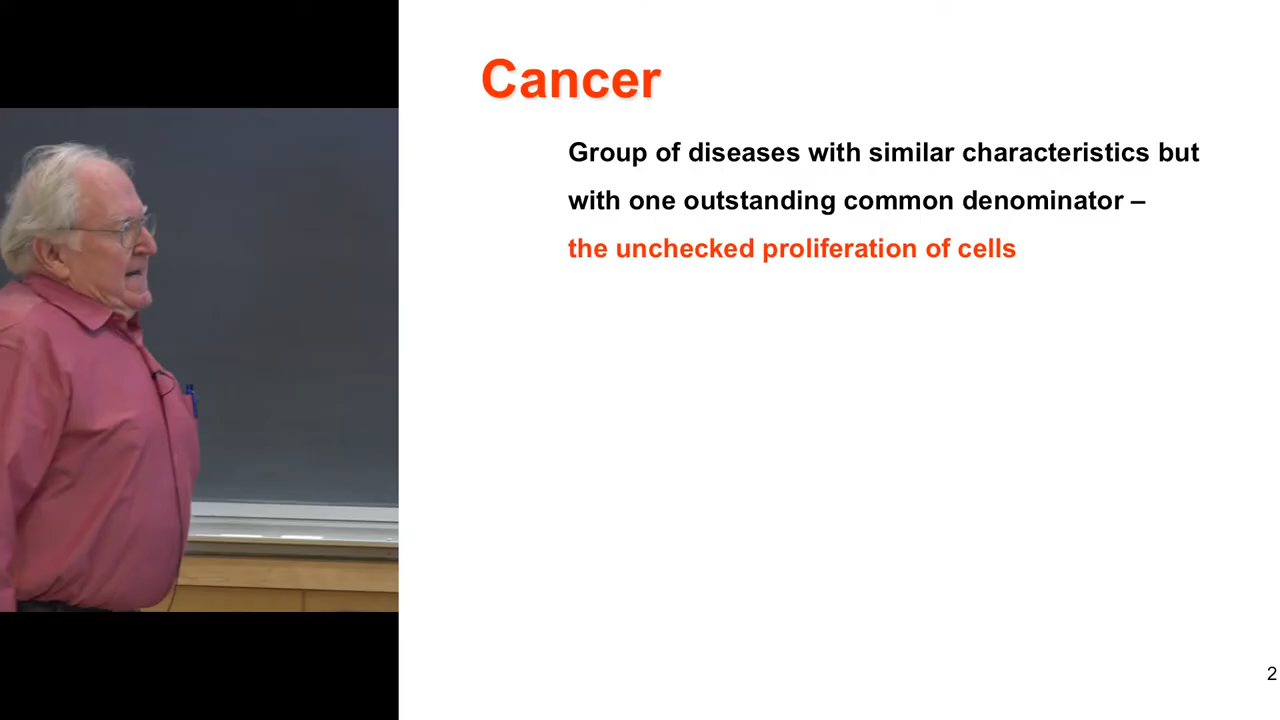 Cancer
Group of diseases with similar characteristics but
with one outstanding common denominator –
the unchecked proliferation of cells
2